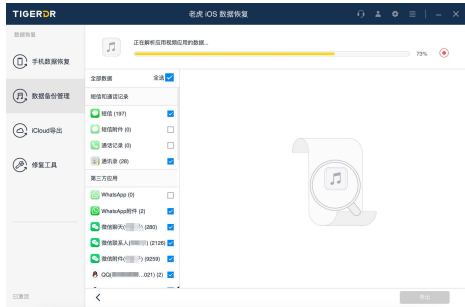 TIGERDR
老虎 iOS 数据恢复
数据恢复
正在解析应用视频应用的数据...
73%
手机数据恢复
数据备份管理
iCloud导出
修复工具
已激活
全部数据 全选
短信和通话记录
短信 (197)
短信附件 (0)
通话记录 (0)
通讯录 (28)
第三方应用
WhatsApp (0)
WhatsApp附件 (2)
微信聊天( ) (280)
微信联系人( ) (2126)
微信附件( ) (9259)
QQ( ...021) (2)
导出